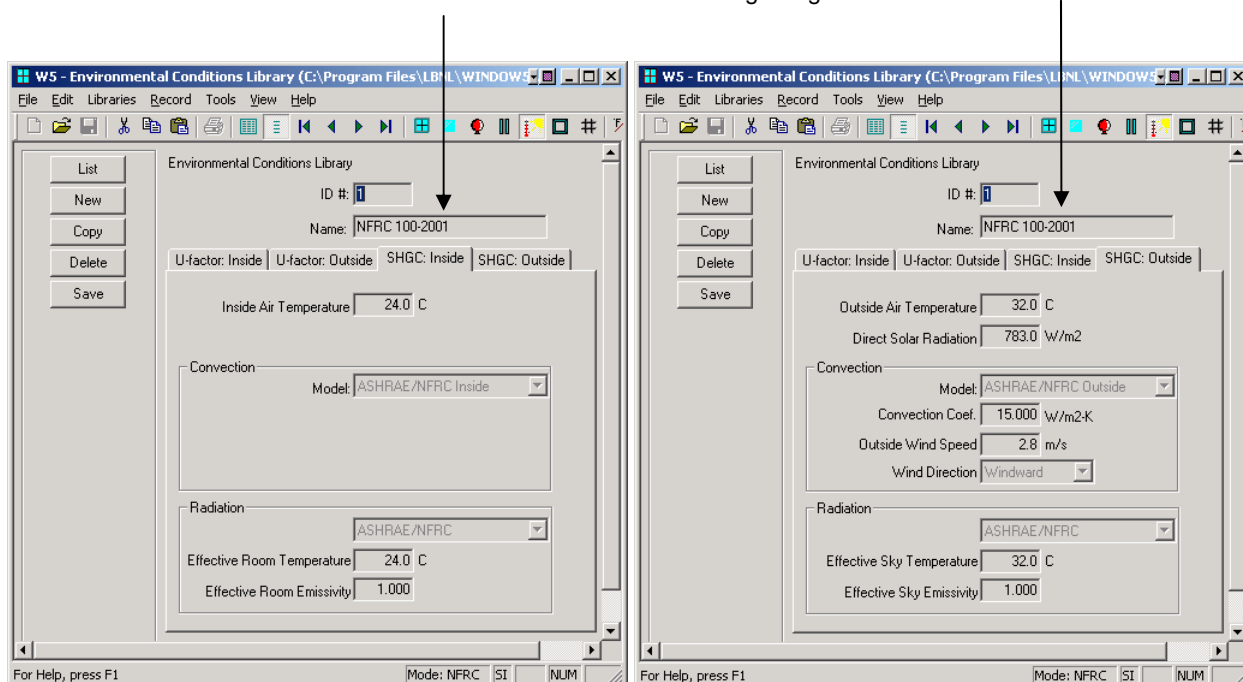 W5 - Environmental Conditions Library (C:\Program Files\LBNL\WINDOW5
File Edit Libraries Record Tools View Help
List
New
Copy
Delete
Save
Environmental Conditions Library
ID #: 1
Name: NFRC 100-2001
U-factor: Inside U-factor: Outside SHGC: Inside SHGC: Outside
Inside Air Temperature 24.0 C
Convection
Model: ASHRAE/NFRC Inside
Radiation
ASHRAE/NFRC
Effective Room Temperature 24.0 C
Effective Room Emissivity 1.000
For Help, press F1 Mode: NFRC SI NUM
W5 - Environmental Conditions Library (C:\Program Files\LBNL\WINDOW5
File Edit Libraries Record Tools View Help
List
New
Copy
Delete
Save
Environmental Conditions Library
ID #: 1
Name: NFRC 100-2001
U-factor: Inside U-factor: Outside SHGC: Inside SHGC: Outside
Outside Air Temperature 32.0 C
Direct Solar Radiation 783.0 W/m2
Convection
Model: ASHRAE/NFRC Outside
Convection Coef. 15.000 W/m2-K
Outside Wind Speed 2.8 m/s
Wind Direction Windward
Radiation
ASHRAE/NFRC
Effective Sky Temperature 32.0 C
Effective Sky Emissivity 1.000
For Help, press F1 Mode: NFRC SI NUM